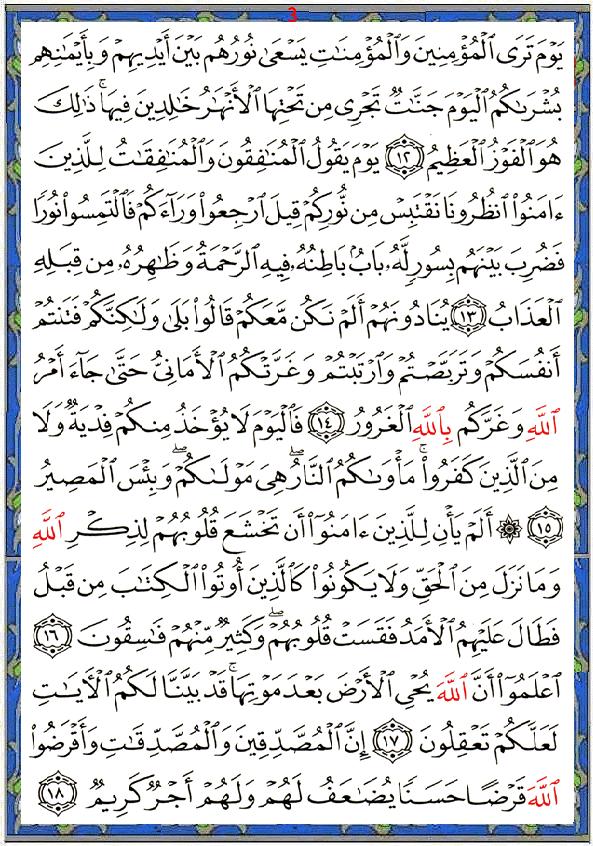 3
يَوۡمَ تَرَى ٱلۡمُؤۡمِنِينَ وَٱلۡمُؤۡمِنَٰتِ يَسۡعَىٰ نُورُهُم بَيۡنَ أَيۡدِيهِمۡ وَبِأَيۡمَٰنِهِم
بُشۡرَىٰكُمُ ٱلۡيَوۡمَ جَنَّٰتٞ تَجۡرِي مِن تَحۡتِهَا ٱلۡأَنۡهَٰرُ خَٰلِدِينَ فِيهَاۚ ذَٰلِكَ
هُوَ ٱلۡفَوۡزُ ٱلۡعَظِيمُ ١٢ يَوۡمَ يَقُولُ ٱلۡمُنَٰفِقُونَ وَٱلۡمُنَٰفِقَٰتُ لِلَّذِينَ
ءَامَنُواْ ٱنظُرُونَا نَقۡتَبِسۡ مِن نُّورِكُمۡ قِيلَ ٱرۡجِعُواْ وَرَآءَكُمۡ فَٱلۡتَمِسُواْ نُورٗا
فَضُرِبَ بَيۡنَهُم بِسُورٖ لَّهُۥ بَابُۢ بَاطِنُهُۥ فِيهِ ٱلرَّحۡمَةُ وَظَٰهِرُهُۥ مِن قِبَلِهِ
ٱلۡعَذَابُ ١٣ يُنَادُونَهُمۡ أَلَمۡ نَكُن مَّعَكُمۡۖ قَالُواْ بَلَىٰ وَلَٰكِنَّكُمۡ فَتَنتُمۡ
أَنفُسَكُمۡ وَتَرَبَّصۡتُمۡ وَٱرۡتَبۡتُمۡ وَغَرَّتۡكُمُ ٱلۡأَمَانِيُّ حَتَّىٰ جَآءَ أَمۡرُ
ٱللَّهِ وَغَرَّكُم بِٱللَّهِ ٱلۡغَرُورُ ١٤ فَٱلۡيَوۡمَ لَا يُؤۡخَذُ مِنكُمۡ فِدۡيَةٞ وَلَا
مِنَ ٱلَّذِينَ كَفَرُواْۚ مَأۡوَىٰكُمُ ٱلنَّارُۖ هِيَ مَوۡلَىٰكُمۡۖ وَبِئۡسَ ٱلۡمَصِيرُ
١٥ ۞ أَلَمۡ يَأۡنِ لِلَّذِينَ ءَامَنُوٓاْ أَن تَخۡشَعَ قُلُوبُهُمۡ لِذِكۡرِ ٱللَّهِ
وَمَا نَزَلَ مِنَ ٱلۡحَقِّ وَلَا يَكُونُواْ كَٱلَّذِينَ أُوتُواْ ٱلۡكِتَٰبَ مِن قَبۡلُ
فَطَالَ عَلَيۡهِمُ ٱلۡأَمَدُ فَقَسَتۡ قُلُوبُهُمۡۖ وَكَثِيرٞ مِّنۡهُمۡ فَٰسِقُونَ ١٦
ٱعۡلَمُوٓاْ أَنَّ ٱللَّهَ يُحۡيِ ٱلۡأَرۡضَ بَعۡدَ مَوۡتِهَاۚ قَدۡ بَيَّنَّا لَكُمُ ٱلۡأٓيَٰتِ
لَعَلَّكُمۡ تَعۡقِلُونَ ١٧ إِنَّ ٱلۡمُصَّدِّقِينَ وَٱلۡمُصَّدِّقَٰتِ وَأَقۡرَضُواْ
ٱللَّهَ قَرۡضًا حَسَنٗا يُضَٰعَفُ لَهُمۡ وَلَهُمۡ أَجۡرٞ كَرِيمٞ ١٨